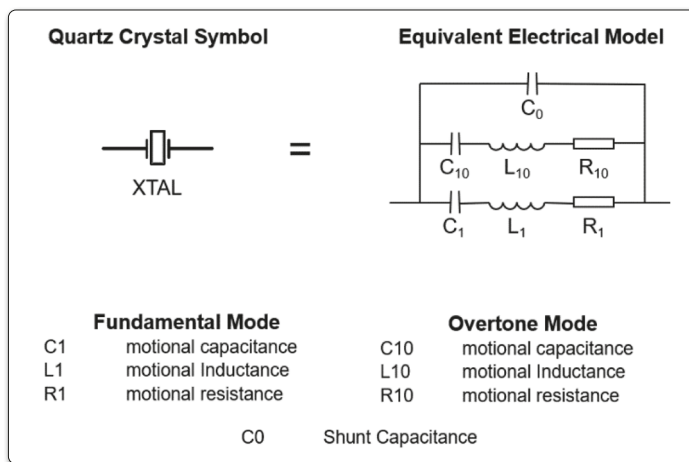 Quartz Crystal Symbol
Equivalent Electrical Model
C₀
XTAL
=
C₁₀ L₁₀ R₁₀
C₁ L₁ R₁
Fundamental Mode
C1 motional capacitance
L1 motional Inductance
R1 motional resistance
Overtone Mode
C10 motional capacitance
L10 motional Inductance
R10 motional resistance
C0 Shunt Capacitance